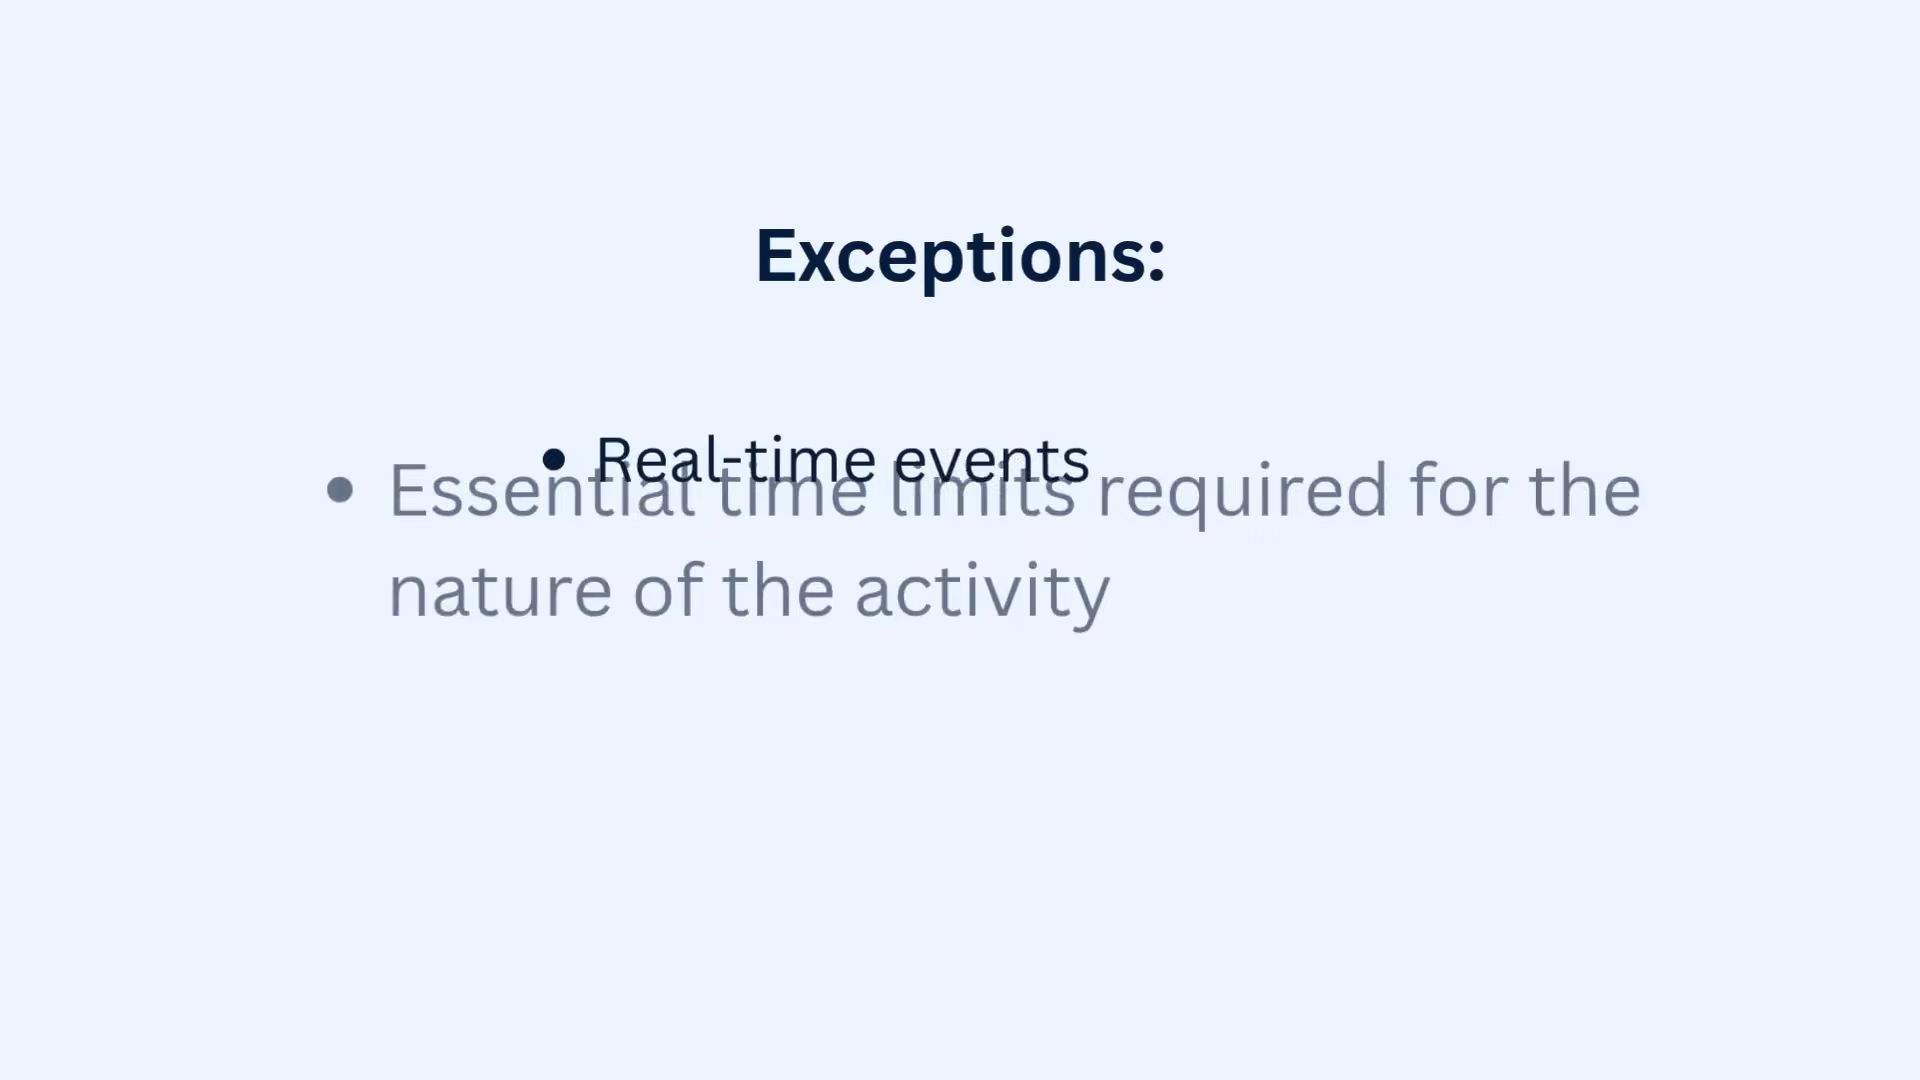 Exceptions:
• Real-time events
• Essential time limits required for the
nature of the activity